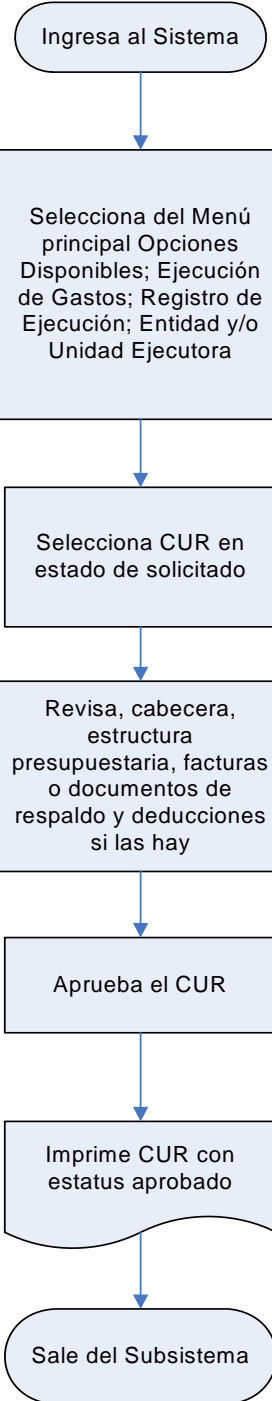 Ingresa al Sistema
Selecciona del Menú
principal Opciones
Disponibles; Ejecución
de Gastos; Registro de
Ejecución; Entidad y/o
Unidad Ejecutora
Selecciona CUR en
estado de solicitado
Revisa, cabecera,
estructura
presupuestaria, facturas
o documentos de
respaldo y deducciones
si las hay
Aprueba el CUR
Imprime CUR con
estatus aprobado
Sale del Subsistema